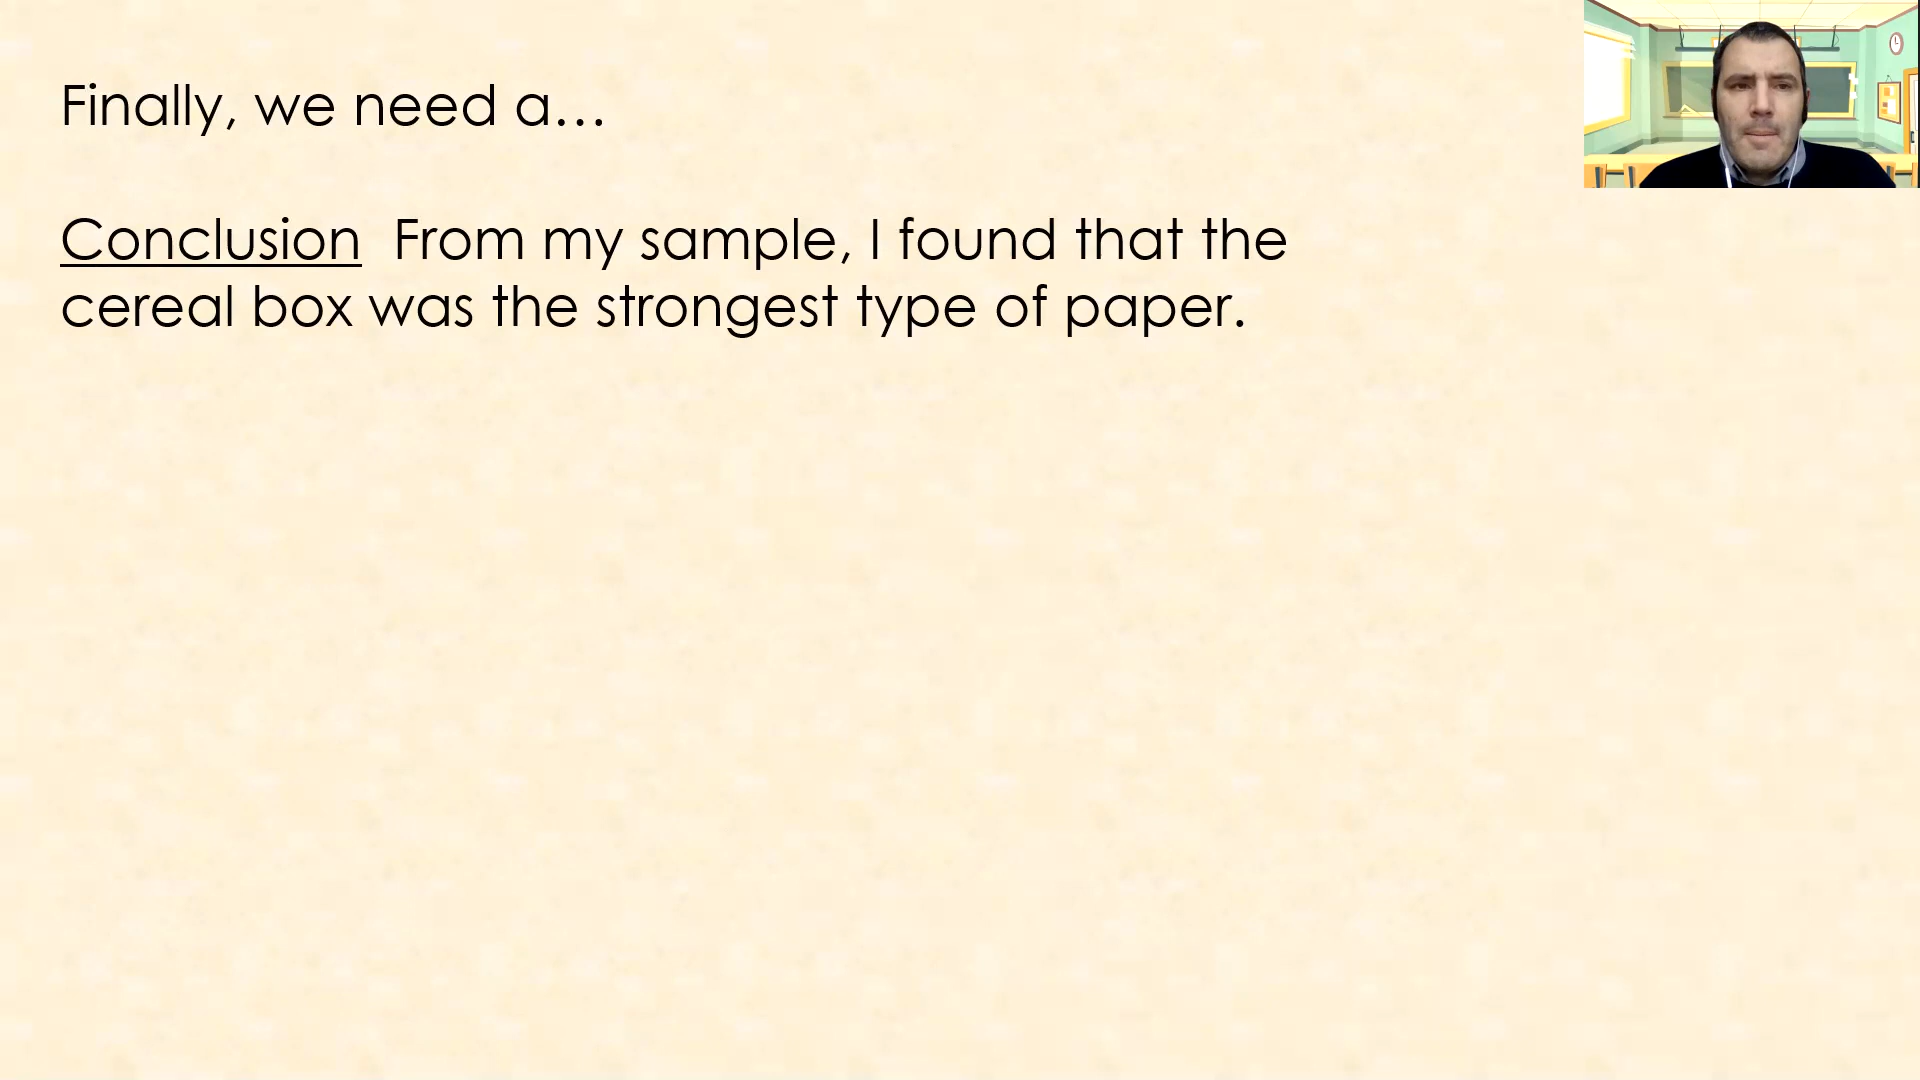 Finally, we need a…
Conclusion From my sample, I found that the
cereal box was the strongest type of paper.